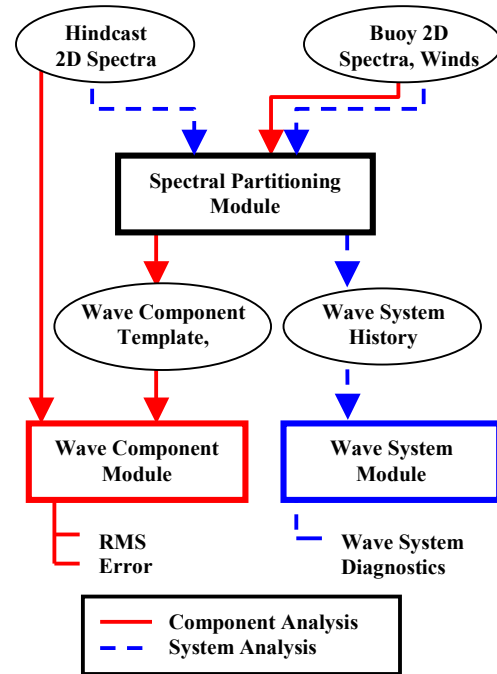 Hindcast
2D Spectra
Buoy 2D
Spectra, Winds
Spectral Partitioning
Module
Wave Component
Template,
Wave System
History
Wave Component
Module
Wave System
Module
RMS
Error
Wave System
Diagnostics
Component Analysis
System Analysis